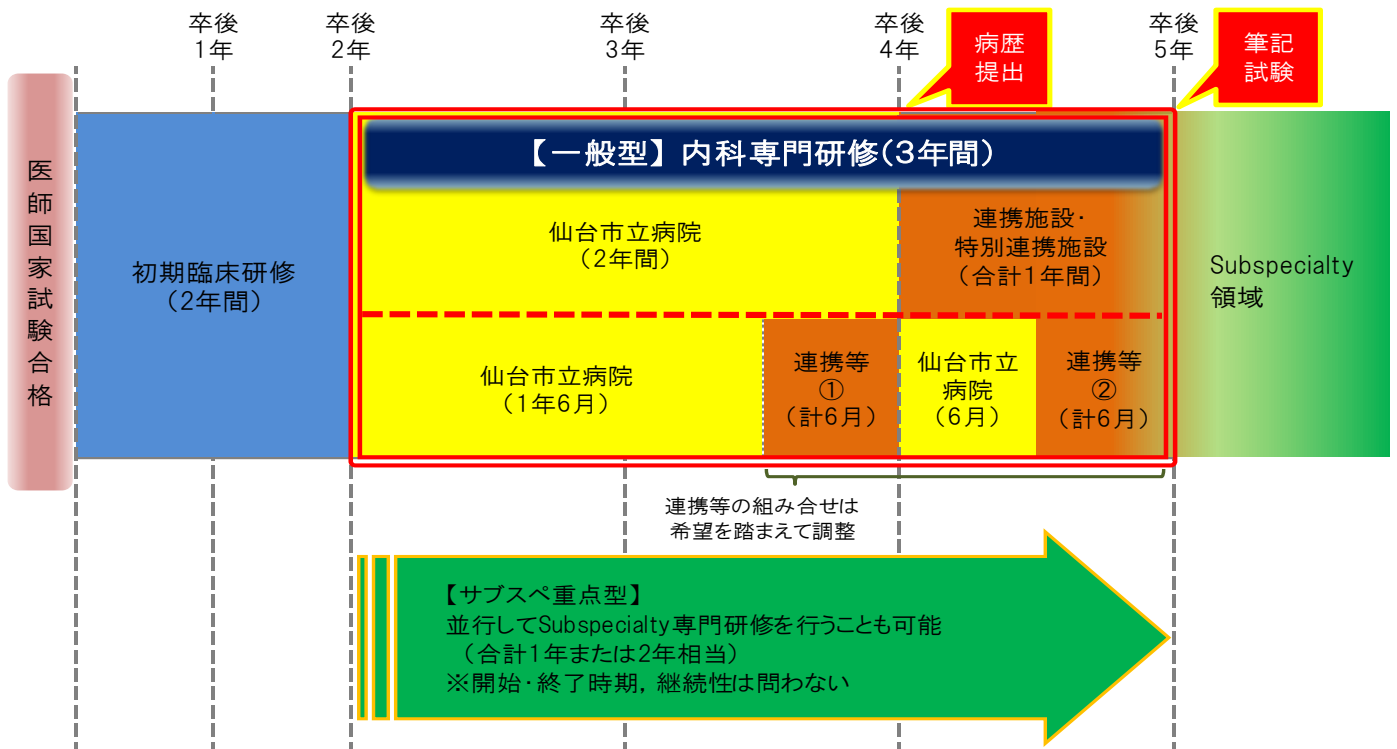 卒後
1年
卒後
2年
卒後
3年
卒後
4年
病歴
提出
卒後
5年
筆記
試験
医師国家試験合格
初期臨床研修
（2年間）
【一般型】内科専門研修（3年間）
仙台市立病院
（2年間）
連携施設・
特別連携施設
（合計1年間）
仙台市立病院
（1年6月）
連携等
①
（計6月）
仙台市立
病院
（6月）
連携等
②
（計6月）
Subspecialty
領域
連携等の組み合せは
希望を踏まえて調整
【サブスペ重点型】
並行してSubspecialty専門研修を行うことも可能
（合計1年または2年相当）
※開始・終了時期，継続性は問わない